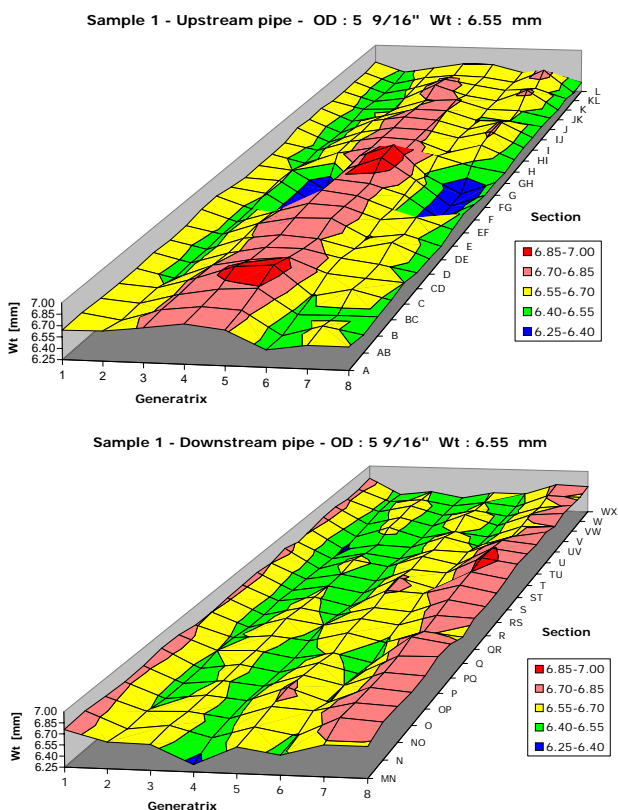 Sample 1 - Upstream pipe - OD : 5 9/16" Wt : 6.55 mm
L
KL
K
JK
J
IJ
I
HI
H
GH
G
FG
F
EF
E
DE
D
CD
C
BC
B
AB
A
Section
6.85-7.00
6.70-6.85
6.55-6.70
6.40-6.55
6.25-6.40
Wt [mm]
7.00
6.85
6.70
6.55
6.40
6.25
1 2 3 4 5 6 7 8
Generatrix
Sample 1 - Downstream pipe - OD : 5 9/16" Wt : 6.55 mm
WX
W
VW
V
UV
U
TU
T
ST
S
RS
R
QR
Q
PQ
P
OP
O
NO
N
MN
Section
6.85-7.00
6.70-6.85
6.55-6.70
6.40-6.55
6.25-6.40
Wt [mm]
7.00
6.85
6.70
6.55
6.40
6.25
1 2 3 4 5 6 7 8
Generatrix